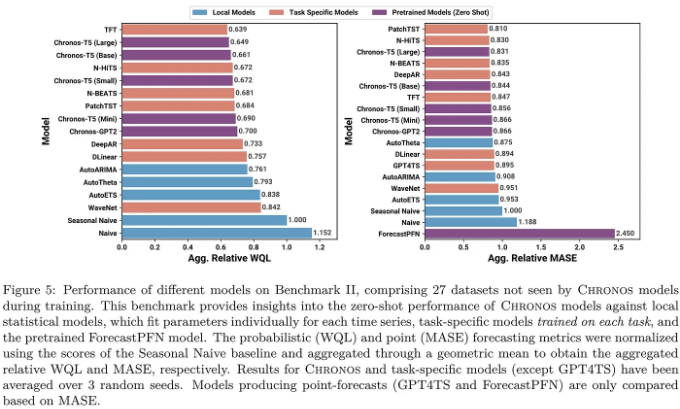 Local Models Task Specific Models Pretrained Models (Zero Shot)
Model
TFT 0.639
Chronos-T5 (Large) 0.649
Chronos-T5 (Base) 0.661
N-HiTS 0.672
Chronos-T5 (Small) 0.672
N-BEATS 0.681
PatchTST 0.684
Chronos-T5 (Mini) 0.690
Chronos-GPT2 0.700
DeepAR 0.733
DLinear 0.757
AutoARIMA 0.761
AutoTheta 0.793
AutoETS 0.838
WaveNet 0.842
Seasonal Naive 1.000
Naive 1.152
0.0 0.2 0.4 0.6 0.8 1.0 1.2
Agg. Relative WQL
Model
PatchTST 0.810
N-HiTS 0.830
Chronos-T5 (Large) 0.831
N-BEATS 0.835
DeepAR 0.843
Chronos-T5 (Base) 0.844
TFT 0.847
Chronos-T5 (Small) 0.856
Chronos-T5 (Mini) 0.866
Chronos-GPT2 0.866
AutoTheta 0.875
DLinear 0.894
GPT4TS 0.895
AutoARIMA 0.908
WaveNet 0.951
AutoETS 0.953
Seasonal Naive 1.000
Naive 1.188
ForecastPFN 2.450
0.0 0.5 1.0 1.5 2.0 2.5
Agg. Relative MASE
Figure 5: Performance of different models on Benchmark II, comprising 27 datasets not seen by CHRONOS models
during training. This benchmark provides insights into the zero-shot performance of CHRONOS models against local
statistical models, which fit parameters individually for each time series, task-specific models trained on each task, and
the pretrained ForecastPFN model. The probabilistic (WQL) and point (MASE) forecasting metrics were normalized
using the scores of the Seasonal Naive baseline and aggregated through a geometric mean to obtain the aggregated
relative WQL and MASE, respectively. Results for CHRONOS and task-specific models (except GPT4TS) have been
averaged over 3 random seeds. Models producing point-forecasts (GPT4TS and ForecastPFN) are only compared
based on MASE.